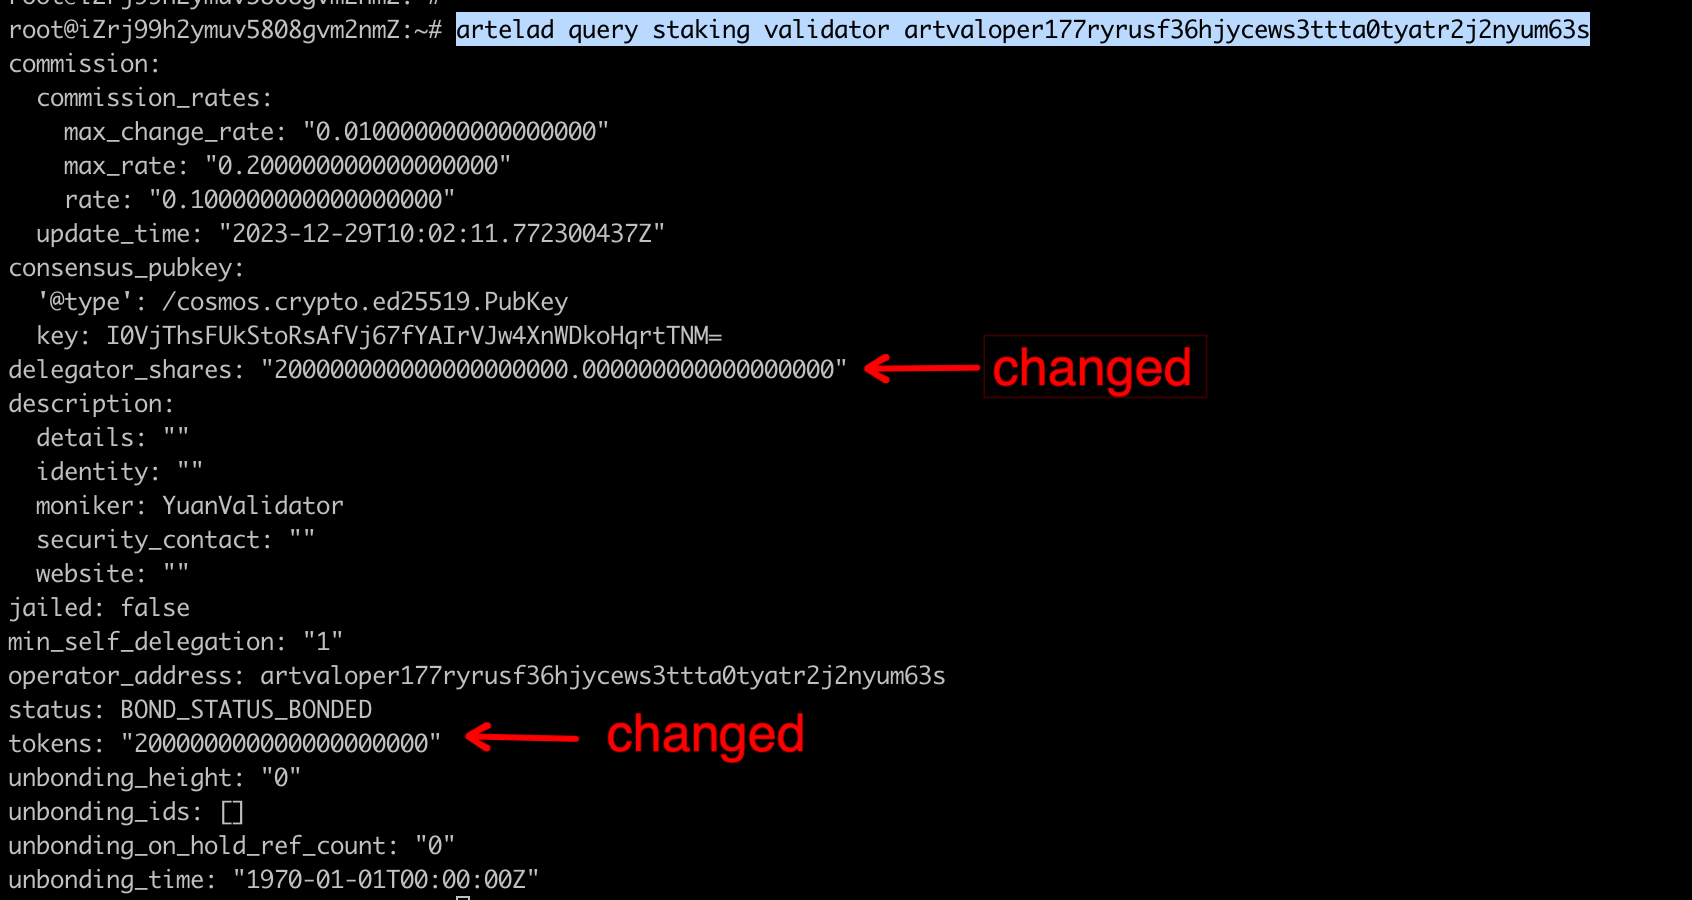 root@iZrj99h2ymuv5808gvm2nmZ:~#
root@iZrj99h2ymuv5808gvm2nmZ:~# artelad query staking validator artvaloper177ryrusf36hjycews3ttta0tyatr2j2nyum63s
commission:
commission_rates:
max_change_rate: "0.010000000000000000"
max_rate: "0.200000000000000000"
rate: "0.100000000000000000"
update_time: "2023-12-29T10:02:11.772300437Z"
consensus_pubkey:
'@type': /cosmos.crypto.ed25519.PubKey
key: I0VjThsFUkStoRsAfVj67fYAIrVJw4XnWDkoHqrtTNM=
delegator_shares: "200000000000000000000.000000000000000000" changed
description:
details: ""
identity: ""
moniker: YuanValidator
security_contact: ""
website: ""
jailed: false
min_self_delegation: "1"
operator_address: artvaloper177ryrusf36hjycews3ttta0tyatr2j2nyum63s
status: BOND_STATUS_BONDED
tokens: "200000000000000000000" changed
unbonding_height: "0"
unbonding_ids: []
unbonding_on_hold_ref_count: "0"
unbonding_time: "1970-01-01T00:00:00Z"